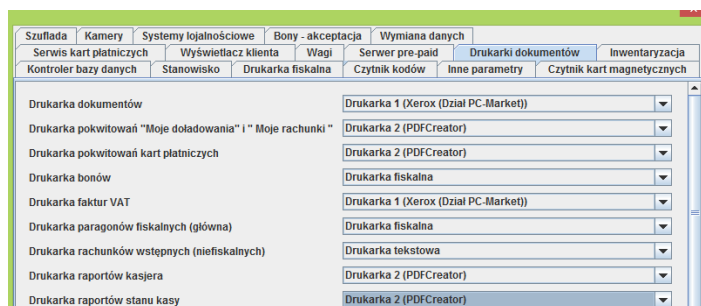 Szuflada Kamery Systemy lojalnościowe Bony - akceptacja Wymiana danych
Serwis kart płatniczych Wyświetlacz klienta Wagi Serwer pre-paid Drukarki dokumentów Inwentaryzacja
Kontroler bazy danych Stanowisko Drukarka fiskalna Czytnik kodów Inne parametry Czytnik kart magnetycznych
Drukarka dokumentów Drukarka 1 (Xerox (Dział PC-Market))
Drukarka pokwitowań "Moje doładowania" i " Moje rachunki " Drukarka 2 (PDFCreator)
Drukarka pokwitowań kart płatniczych Drukarka 2 (PDFCreator)
Drukarka bonów Drukarka fiskalna
Drukarka faktur VAT Drukarka 1 (Xerox (Dział PC-Market))
Drukarka paragonów fiskalnych (główna) Drukarka fiskalna
Drukarka rachunków wstępnych (niefiskalnych) Drukarka tekstowa
Drukarka raportów kasjera Drukarka 2 (PDFCreator)
Drukarka raportów stanu kasy Drukarka 2 (PDFCreator)